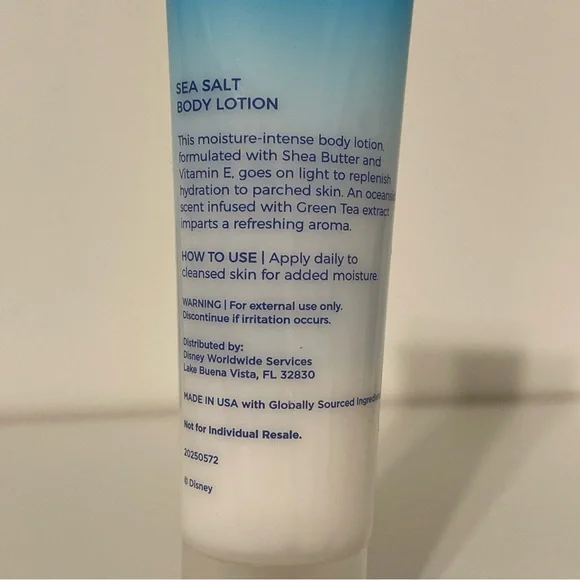 SEA SALT
BODY LOTION
This moisture-intense body lotion,
formulated with Shea Butter and
Vitamin E, goes on light to replenish
hydration to parched skin. An
scent infused with Green Tea extract
imparts a refreshing aroma.
HOW TO USE | Apply daily to
cleansed skin for added moisture.
WARNING | For external use only.
Discontinue if irritation occurs.
Distributed by:
Disney Worldwide Services
Lake Buena Vista, FL 32830
MADE IN USA with Globally Sourced
Not for Individual Resale.
20250572
© Disney